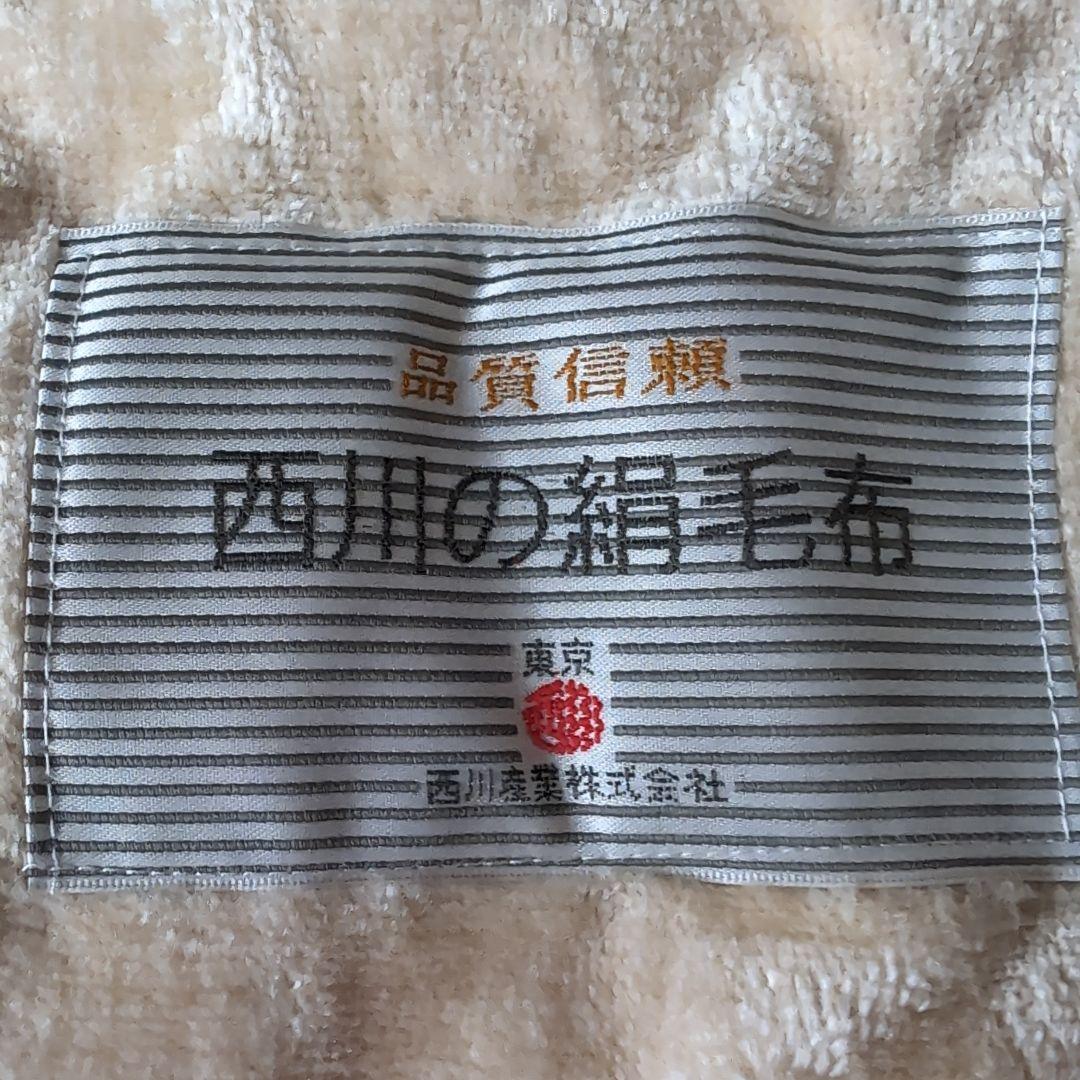 品質信頼
西川の絹毛布
東京
西川産業株式会社